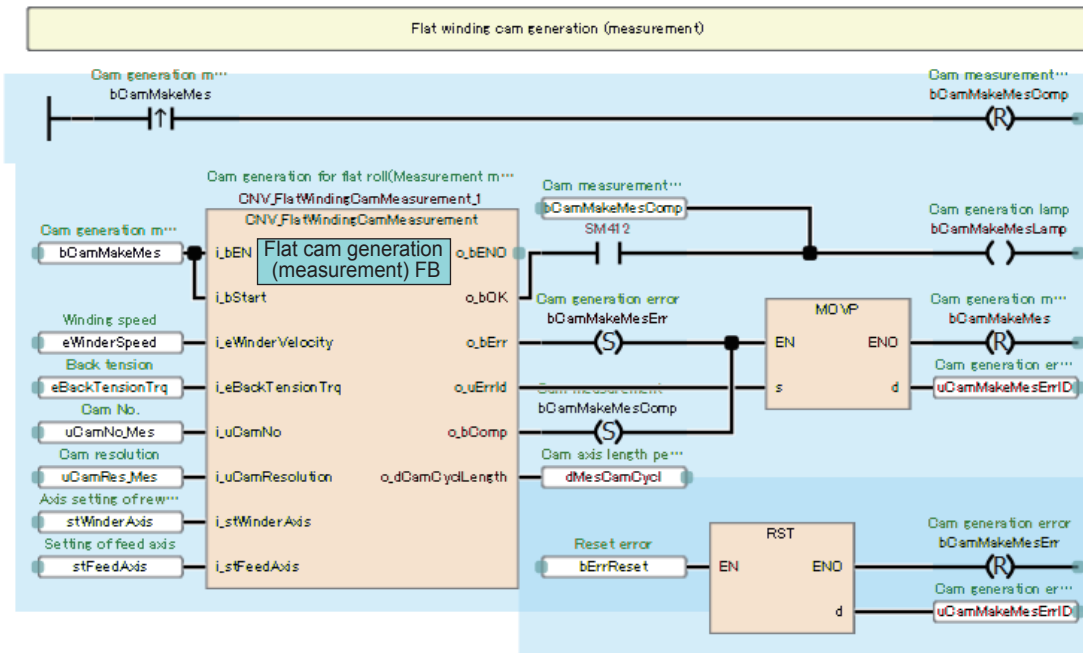 Flat winding cam generation (measurement)
Cam generation m…
bCamMakeMes
Cam measurement…
bCamMakeMesComp
(R)
Cam generation for flat roll(Measurement m…
CNV_FlatWindingCamMeasurement_1
CNV_FlatWindingCamMeasurement
Flat cam generation
(measurement) FB
Cam generation m…
bCamMakeMes
i_bEN
o_bENO
i_bStart
o_bOK
Winding speed
eWinderSpeed
i_eWinderVelocity
o_bErr
Back tension
eBackTensionTrq
i_eBackTensionTrq
o_uErrId
Cam No.
uCamNo_Mes
i_uCamNo
o_bComp
Cam resolution
uCamRes_Mes
i_uCamResolution
o_dCamCyclLength
Axis setting of rew…
stWinderAxis
i_stWinderAxis
Setting of feed axis
stFeedAxis
i_stFeedAxis
Cam measurement…
bCamMakeMesComp
SM412
Cam generation lamp
bCamMakeMesLamp
Cam generation error
bCamMakeMesErr
(S)
Cam measurement
bCamMakeMesComp
(S)
Cam axis length pe…
dMesCamCycl
MOVP
EN
ENO
s
d
Cam generation m…
bCamMakeMes
(R)
Cam generation er…
uCamMakeMesErrID
Reset error
bErrReset
RST
EN
ENO
d
Cam generation error
bCamMakeMesErr
(R)
Cam generation er…
uCamMakeMesErrID